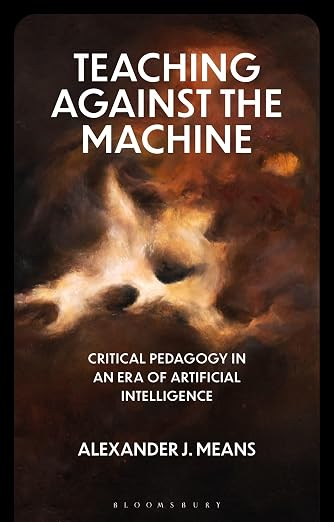 TEACHING
AGAINST THE
MACHINE
CRITICAL PEDAGOGY IN
AN ERA OF ARTIFICIAL
INTELLIGENCE
ALEXANDER J. MEANS
BLOOMSBURY